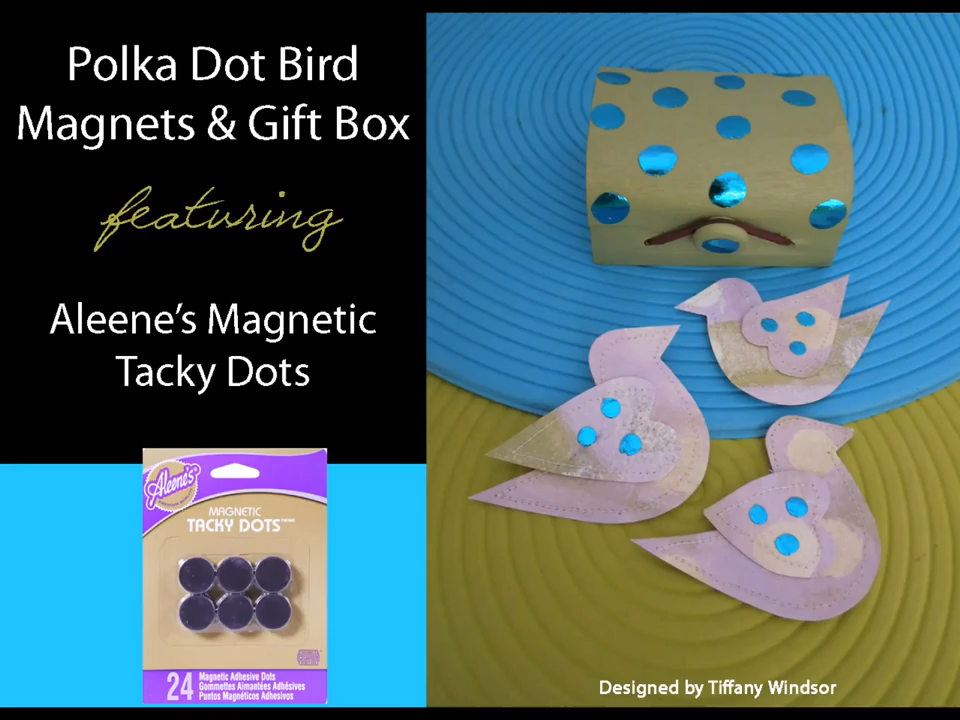 Polka Dot Bird
Magnets & Gift Box
featuring
Aleene's Magnetic
Tacky Dots
Aleene's
MAGNETIC
TACKY DOTS
24
Magnetic Adhesive Dots
Gommettes Aimantées Adhésives
Puntos Magnéticos Adhesivos
Designed by Tiffany Windsor